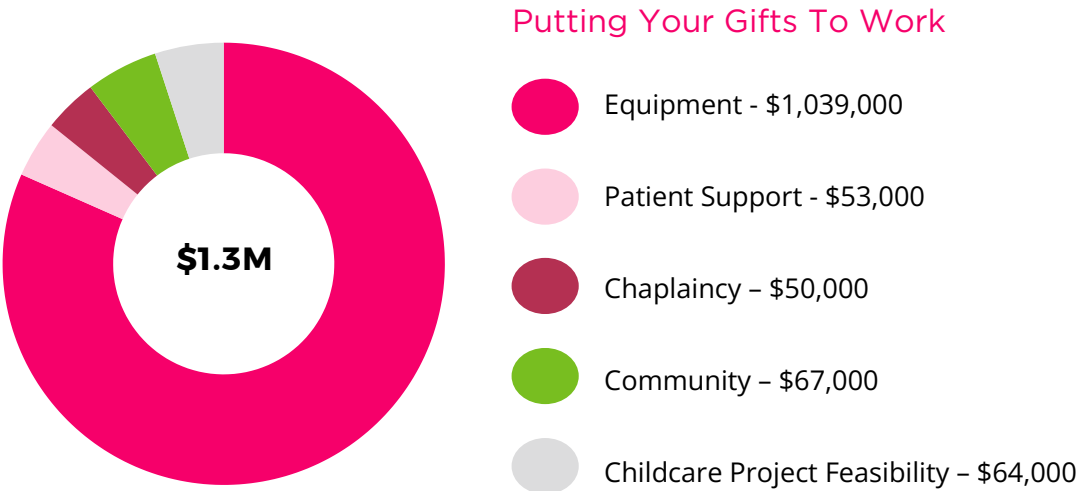 Putting Your Gifts To Work
Equipment - $1,039,000
Patient Support - $53,000
$1.3M
Chaplaincy – $50,000
Community – $67,000
Childcare Project Feasibility – $64,000